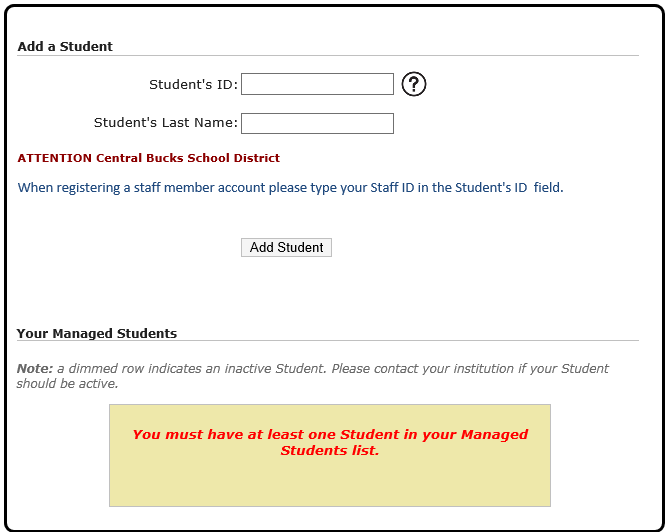 Add a Student
Student's ID:
?
Student's Last Name:
ATTENTION Central Bucks School District
When registering a staff member account please type your Staff ID in the Student's ID field.
Add Student
Your Managed Students
Note: a dimmed row indicates an inactive Student. Please contact your institution if your Student
should be active.
You must have at least one Student in your Managed
Students list.